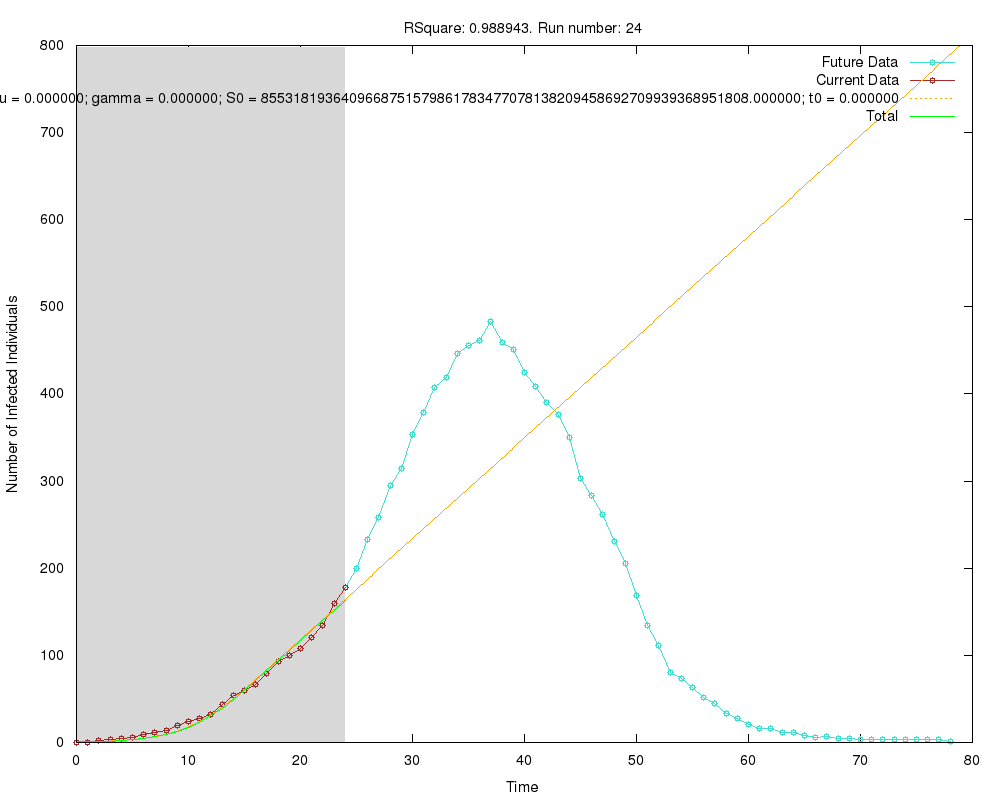 RSquare: 0.988943. Run number: 24
800
Future Data
Current Data
u = 0.000000; gamma = 0.000000; S0 = 8553181936409668751579861783477078138209458692709939368951808.000000; t0 = 0.000000
Total
700
600
500
400
300
200
100
0
Number of Infected Individuals
0 10 20 30 40 50 60 70 80
Time